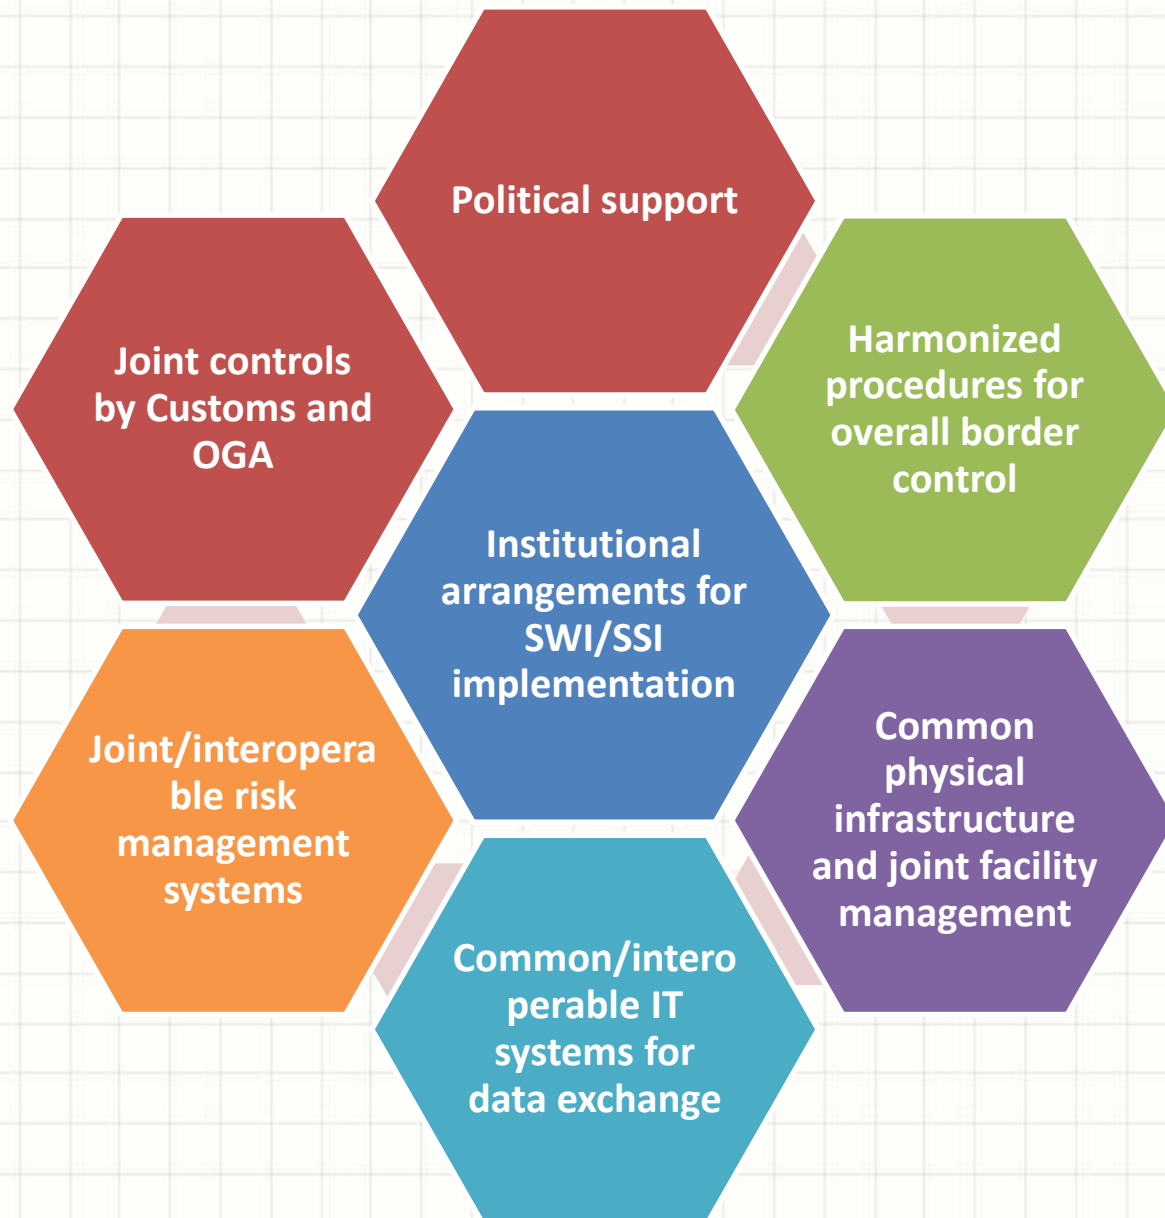 Political support
Joint controls
by Customs and
OGA
Harmonized
procedures for
overall border
control
Institutional
arrangements for
SWI/SSI
implementation
Joint/interopera
ble risk
management
systems
Common
physical
infrastructure
and joint facility
management
Common/intero
perable IT
systems for
data exchange